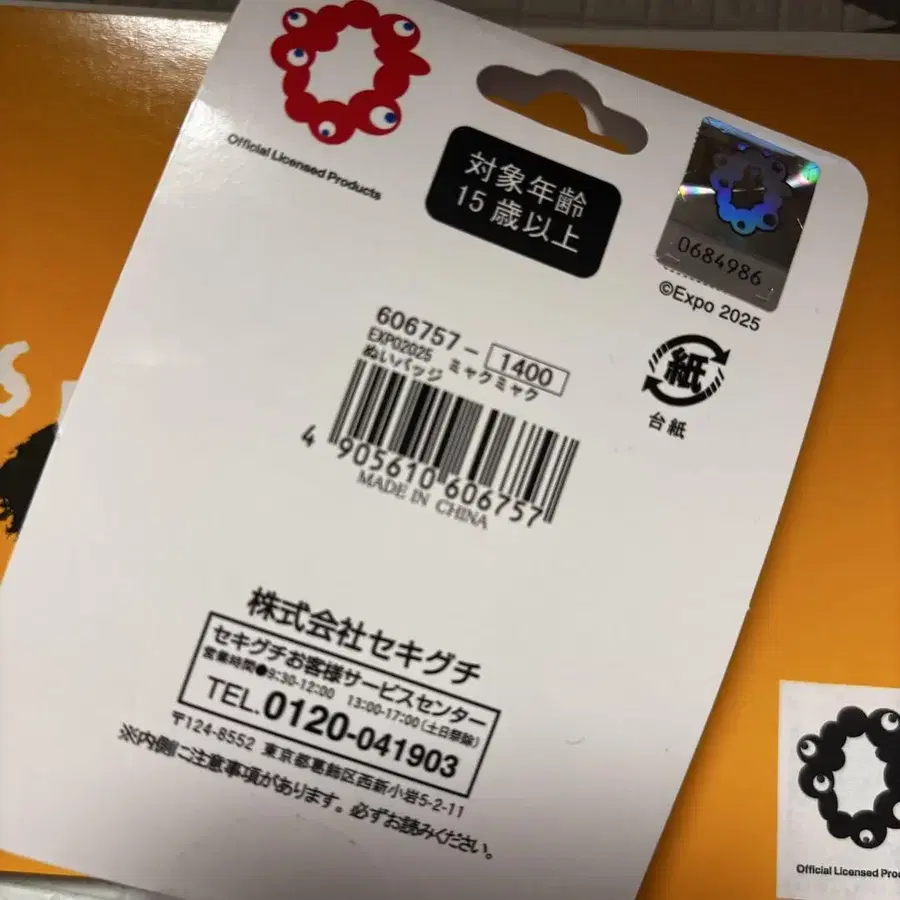 Official Licensed Products
対象年齢
15歳以上
0684986
©Expo 2025
紙
台紙
606757-
1400
EXPO2025 ミャクミャク
ぬいバッジ
4 905610 606757
MADE IN CHINA
株式会社セキグチ
セキグチお客様サービスセンター
営業時間●9:30-12:00 13:00-17:00(土日祭除)
TEL.0120-041903
〒124-8552 東京都葛飾区西新小岩5-2-11
※内側に注意事項があります。必ずお読みください。
Official Licensed